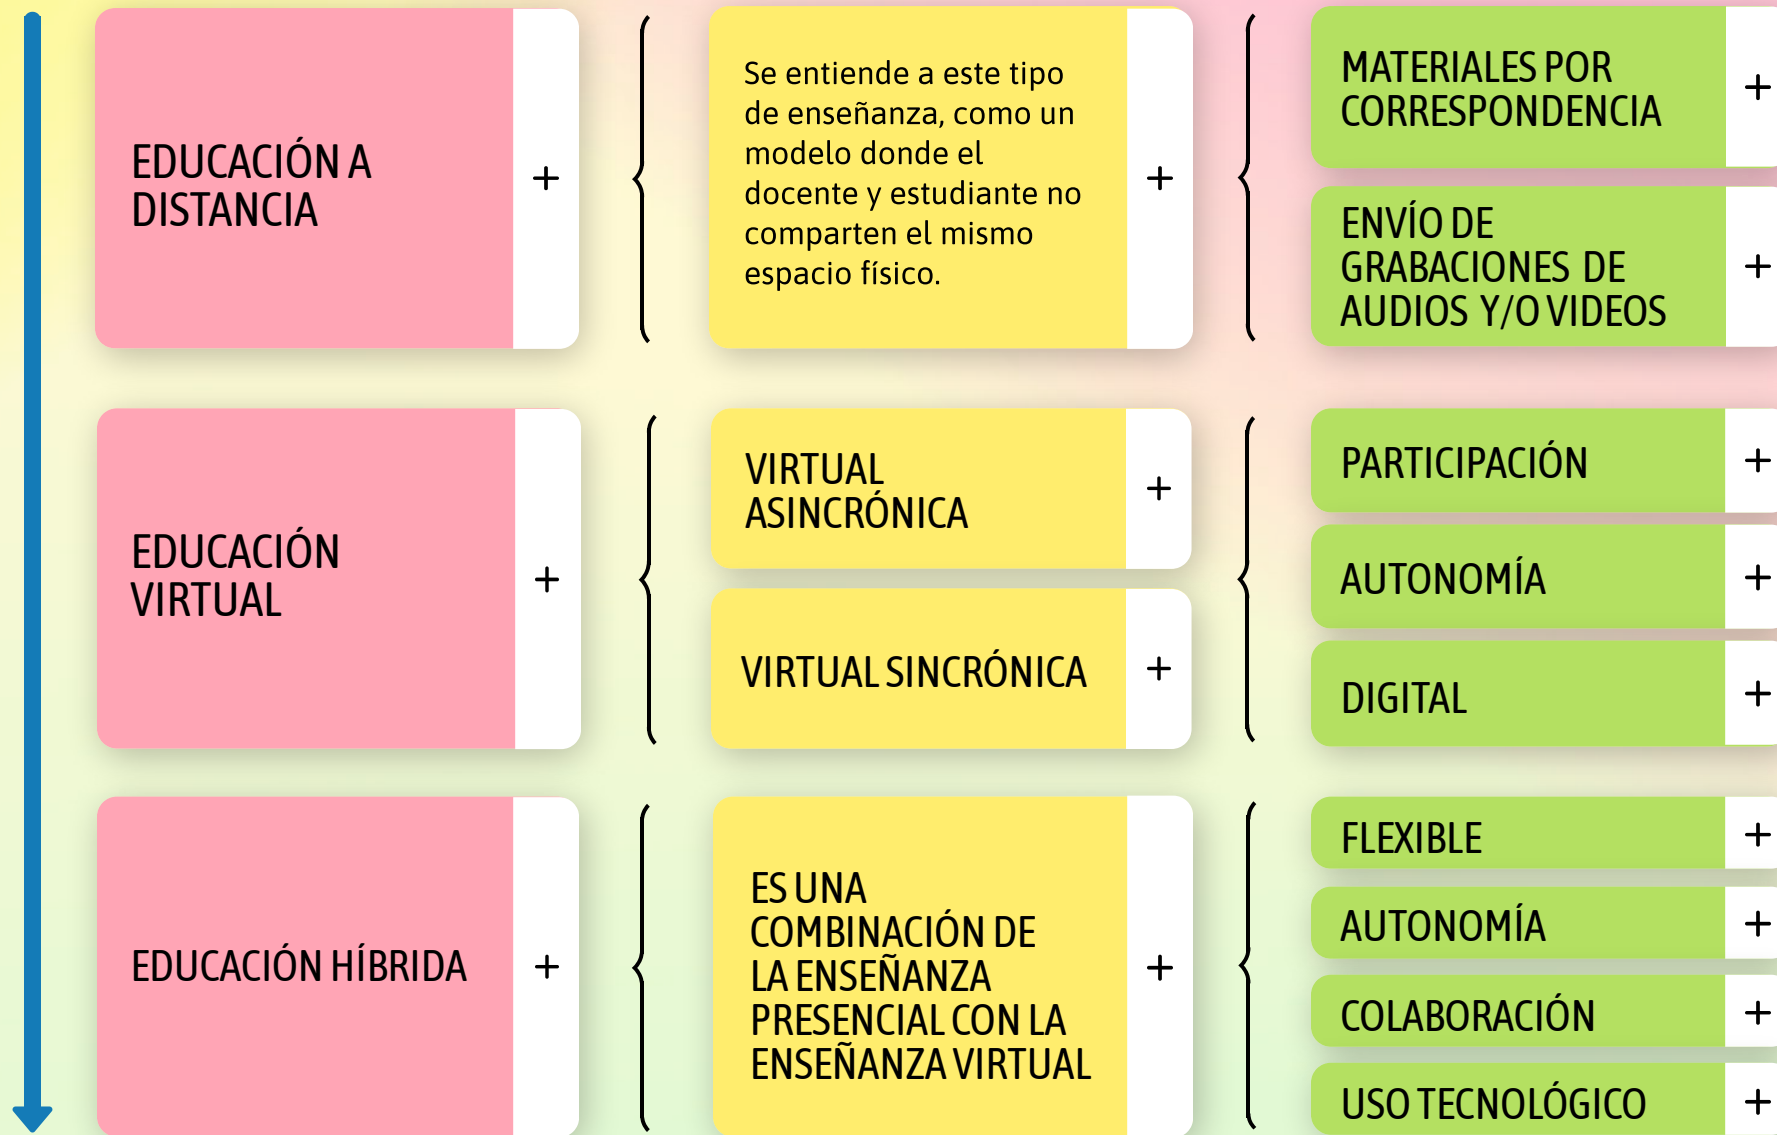 EDUCACIÓN A
DISTANCIA
+
Se entiende a este tipo
de enseñanza, como un
modelo donde el
docente y estudiante no
comparten el mismo
espacio físico.
+
MATERIALES POR
CORRESPONDENCIA
+
ENVÍO DE
GRABACIONES DE
AUDIOS Y/O VIDEOS
+
EDUCACIÓN
VIRTUAL
+
VIRTUAL
ASINCRÓNICA
+
VIRTUAL SINCRÓNICA
+
PARTICIPACIÓN
+
AUTONOMÍA
+
DIGITAL
+
EDUCACIÓN HÍBRIDA
+
ES UNA
COMBINACIÓN DE
LA ENSEÑANZA
PRESENCIAL CON LA
ENSEÑANZA VIRTUAL
+
FLEXIBLE
+
AUTONOMÍA
+
COLABORACIÓN
+
USO TECNOLÓGICO
+